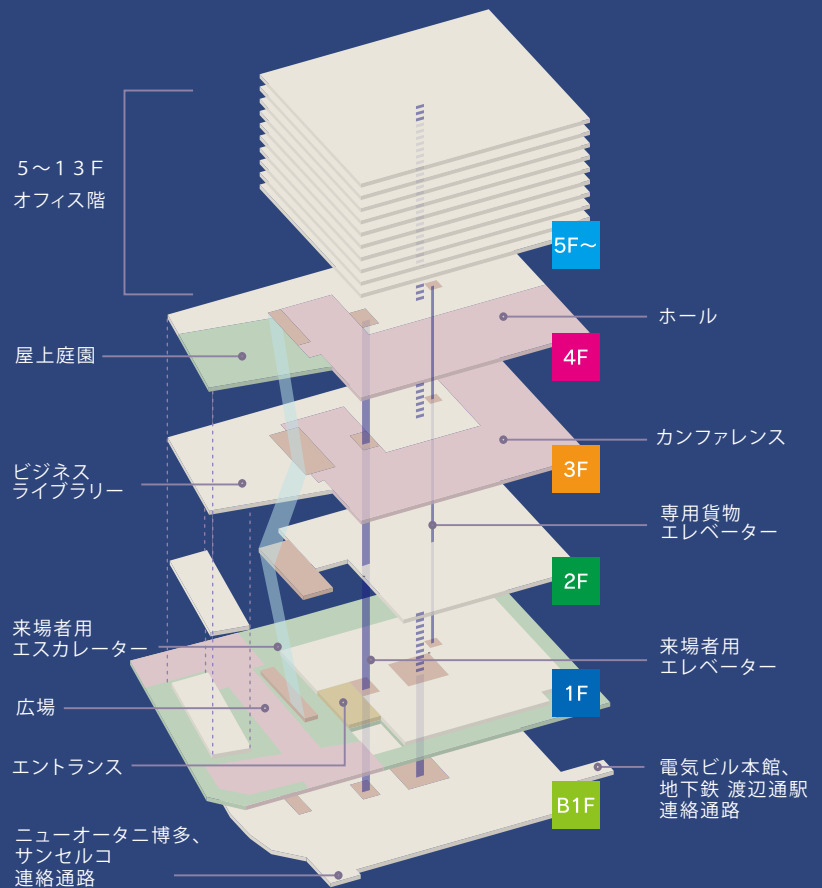 5～13F
オフィス階
5F～
ホール
4F
屋上庭園
カンファレンス
3F
ビジネス
ライブラリー
専用貨物
エレベーター
2F
来場者用
エスカレーター
来場者用
エレベーター
1F
広場
エントランス
電気ビル本館、
地下鉄 渡辺通駅
連絡通路
B1F
ニューオータニ博多、
サンセルコ
連絡通路